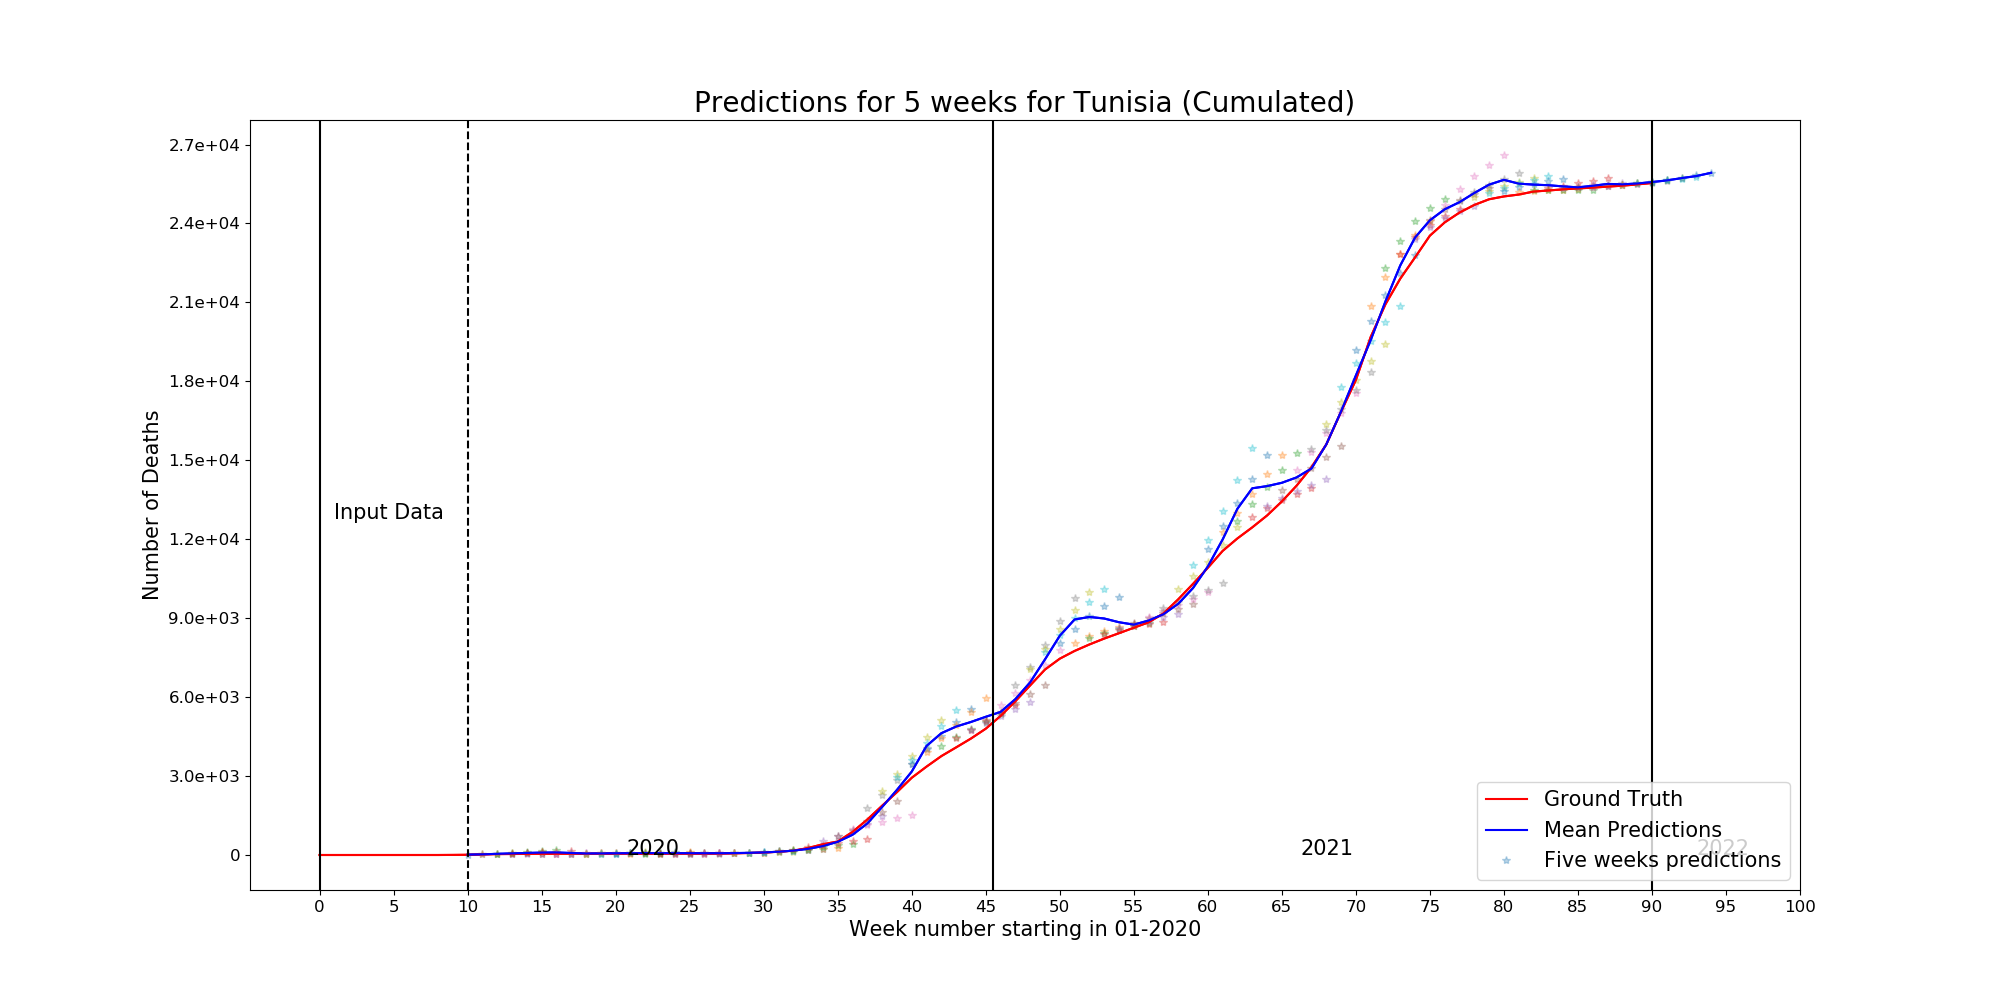 Predictions for 5 weeks for Tunisia (Cumulated)
Number of Deaths
2.7e+04
2.4e+04
2.1e+04
1.8e+04
1.5e+04
1.2e+04
9.0e+03
6.0e+03
3.0e+03
0
Input Data
2020
2021
2022
Ground Truth
Mean Predictions
Five weeks predictions
0 5 10 15 20 25 30 35 40 45 50 55 60 65 70 75 80 85 90 95 100
Week number starting in 01-2020